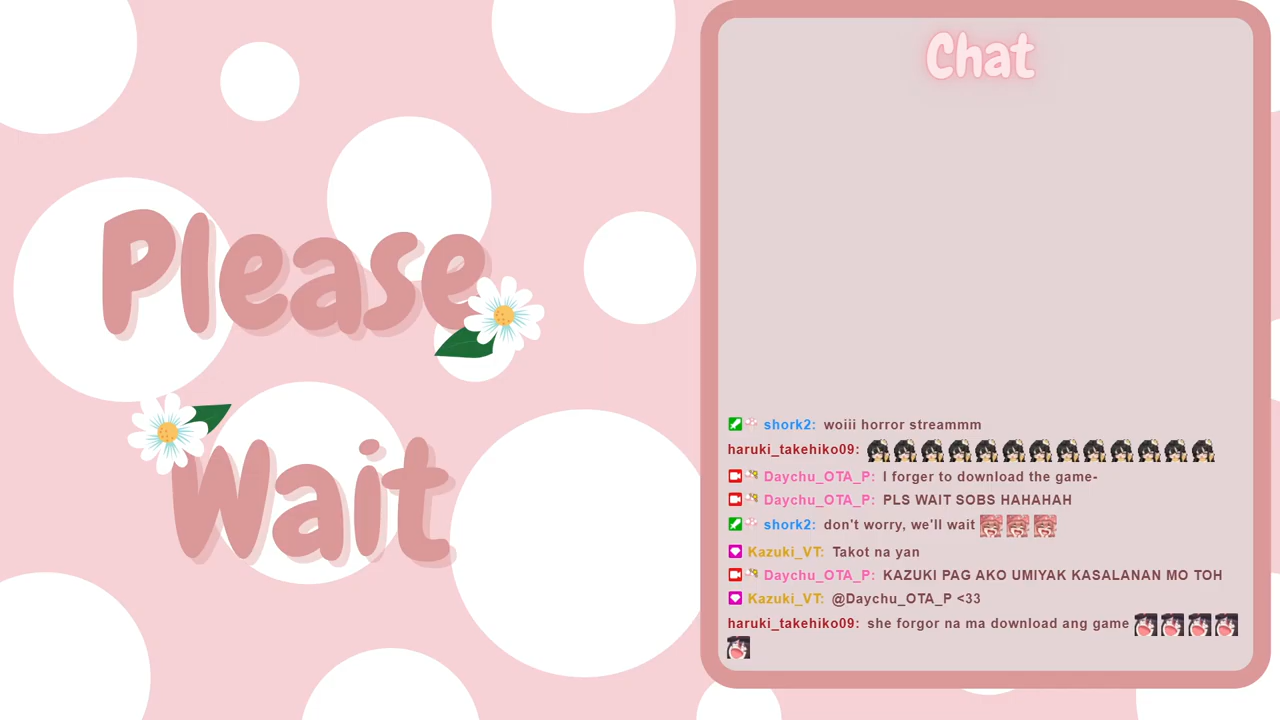 Chat
Please
Wait
shork2: woiii horror streammm
haruki_takehiko09:
Daychu_OTA_P: I forger to download the game-
Daychu_OTA_P: PLS WAIT SOBS HAHAHAH
shork2: don't worry, we'll wait
Kazuki_VT: Takot na yan
Daychu_OTA_P: KAZUKI PAG AKO UMIYAK KASALANAN MO TOH
Kazuki_VT: @Daychu_OTA_P <33
haruki_takehiko09: she forgor na ma download ang game